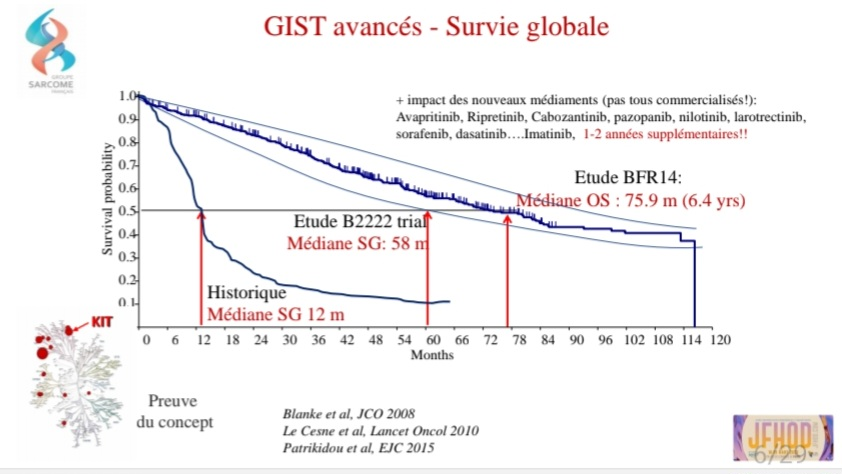 GIST avancés - Survie globale
GROUPE
SARCOME
FRANÇAIS
+ impact des nouveaux médiaments (pas tous commercialisés!):
Avapritinib, Ripretinib, Cabozantinib, pazopanib, nilotinib, larotrectinib,
sorafenib, dasatinib….Imatinib, 1-2 années supplémentaires!!
Etude BFR14:
Médiane OS : 75.9 m (6.4 yrs)
Etude B2222 trial
Médiane SG: 58 m
Historique
Médiane SG 12 m
Survival probability
1.0
0.9
0.8
0.7
0.6
0.5
0.4
0.3
0.2
0.1
0 6 12 18 24 30 36 42 48 54 60 66 72 78 84 90 96 102 108 114 120
Months
KIT
Preuve
du concept
Blanke et al, JCO 2008
Le Cesne et al, Lancet Oncol 2010
Patrikidou et al, EJC 2015
JFHOD
6/29